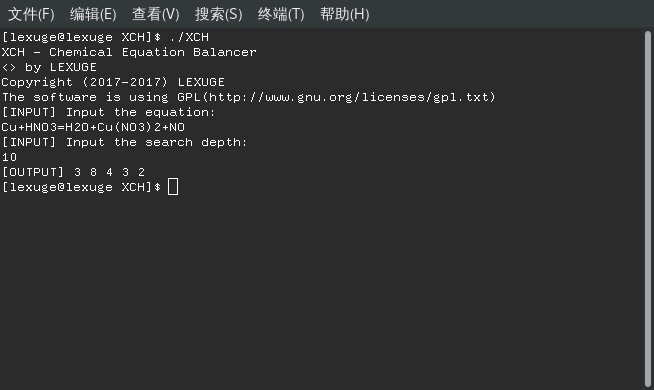 文件(F) 编辑(E) 查看(V) 搜索(S) 终端(T) 帮助(H)
[lexuge@lexuge XCH]$ ./XCH
XCH - Chemical Equation Balancer
<> by LEXUGE
Copyright (2017-2017) LEXUGE
The software is using GPL(http://www.gnu.org/licenses/gpl.txt)
[INPUT] Input the equation:
Cu+HNO3=H2O+Cu(NO3)2+NO
[INPUT] Input the search depth:
10
[OUTPUT] 3 8 4 3 2
[lexuge@lexuge XCH]$